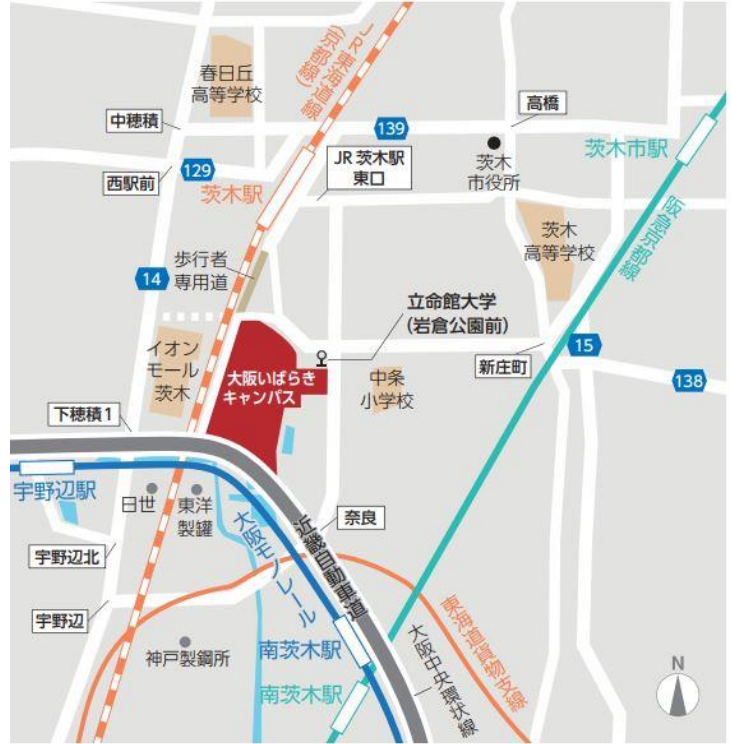 春日丘
高等学校
JR東海道線
(京都線)
中穂積
139
高橋
茨木
市役所
茨木市駅
JR 茨木駅
東口
129
西駅前
茨木駅
阪急京都線
茨木
高等学校
歩行者
専用道
14
立命館大学
(岩倉公園前)
イオン
モール
茨木
大阪いばらき
キャンパス
中条
小学校
新庄町
15
138
下穂積1
宇野辺駅
日世
東洋
製罐
大阪モノレール
近畿自動車道
奈良
宇野辺北
宇野辺
神戸製鋼所
南茨木駅
南茨木駅
大阪中央環状線
東海道貨物支線
N